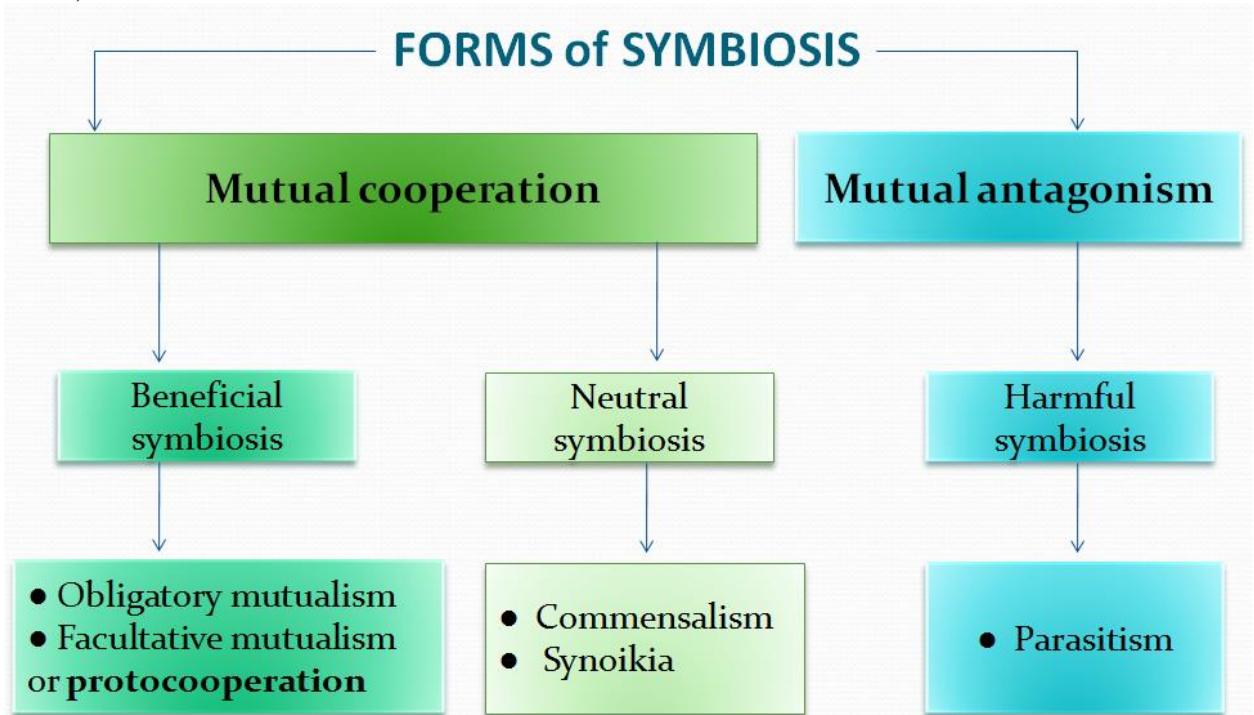 FORMS of SYMBIOSIS
Mutual cooperation
Mutual antagonism
Beneficial
symbiosis
Neutral
symbiosis
Harmful
symbiosis
● Obligatory mutualism
● Facultative mutualism
or protocooperation
● Commensalism
● Synoikia
● Parasitism